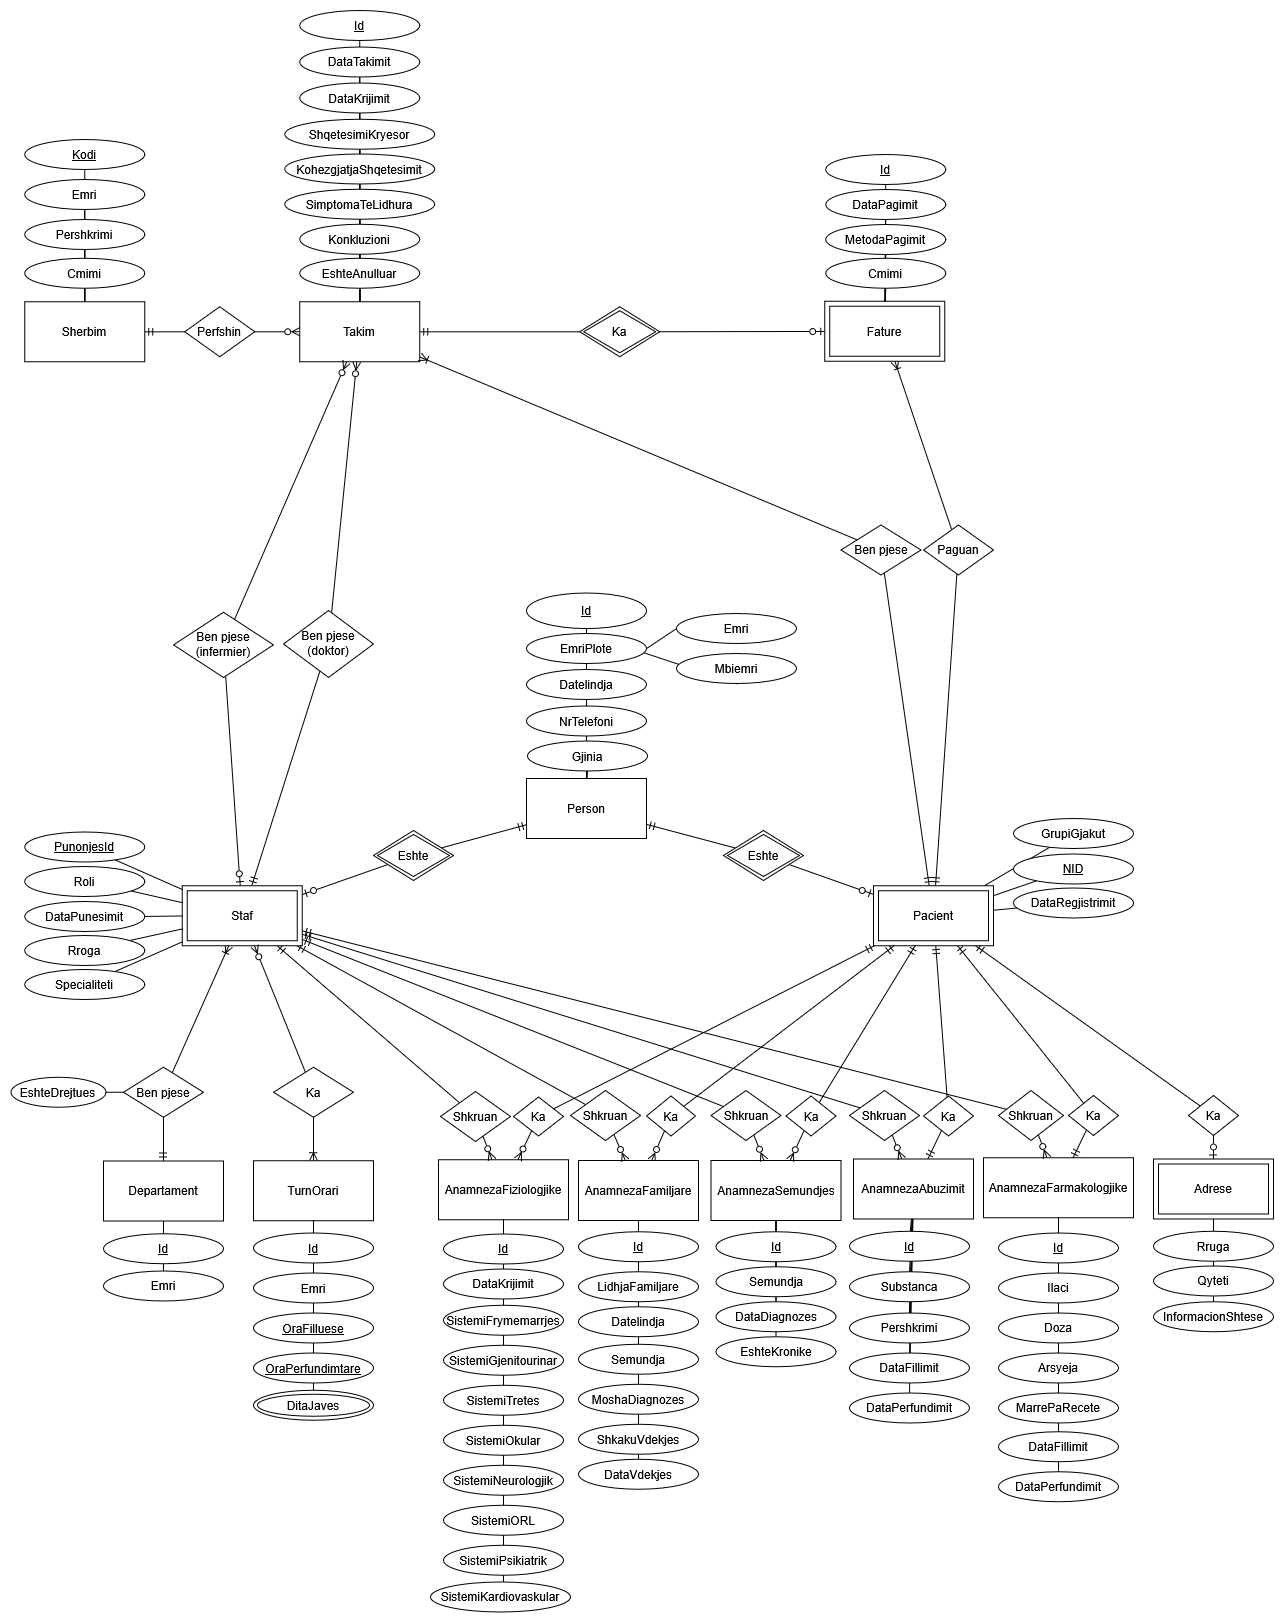 Id
DataTakimit
DataKrijimit
ShqetesimiKryesor
KohezgjatjaShqetesimit
SimptomaTeLidhura
Konkluzioni
EshteAnulluar
Kodi
Emri
Pershkrimi
Cmimi
Id
DataPagimit
MetodaPagimit
Cmimi
Sherbim
Perfshin
Takim
Ka
Fature
Ben pjese
Paguan
Ben pjese
(infermier)
Ben pjese
(doktor)
Id
EmriPlote
Emri
Mbiemri
Datelindja
NrTelefoni
Gjinia
Person
Eshte
Eshte
PunonjesId
Roli
DataPunesimit
Rroga
Specialiteti
Staf
Pacient
GrupiGjakut
NID
DataRegjistrimit
EshteDrejtues
Ben pjese
Ka
Shkruan
Ka
Shkruan
Ka
Shkruan
Ka
Shkruan
Ka
Shkruan
Ka
Ka
Departament
Id
Emri
TurnOrari
Id
Emri
OraFilluese
OraPerfundimtare
DitaJaves
AnamnezaFiziologjike
Id
DataKrijimit
SistemiFrymemarrjes
SistemiGjenitourinar
SistemiTretes
SistemiOkular
SistemiNeurologjik
SistemiORL
SistemiPsikiatrik
SistemiKardiovaskular
AnamnezaFamiljare
Id
LidhjaFamiljare
Datelindja
Semundja
MoshaDiagnozes
ShkakuVdekjes
DataVdekjes
AnamnezaSemundjes
Id
Semundja
DataDiagnozes
EshteKronike
AnamnezaAbuzimit
Id
Substanca
Pershkrimi
DataFillimit
DataPerfundimit
AnamnezaFarmakologjike
Id
Ilaci
Doza
Arsyeja
MarrePaRecete
DataFillimit
DataPerfundimit
Adrese
Rruga
Qyteti
InformacionShtese